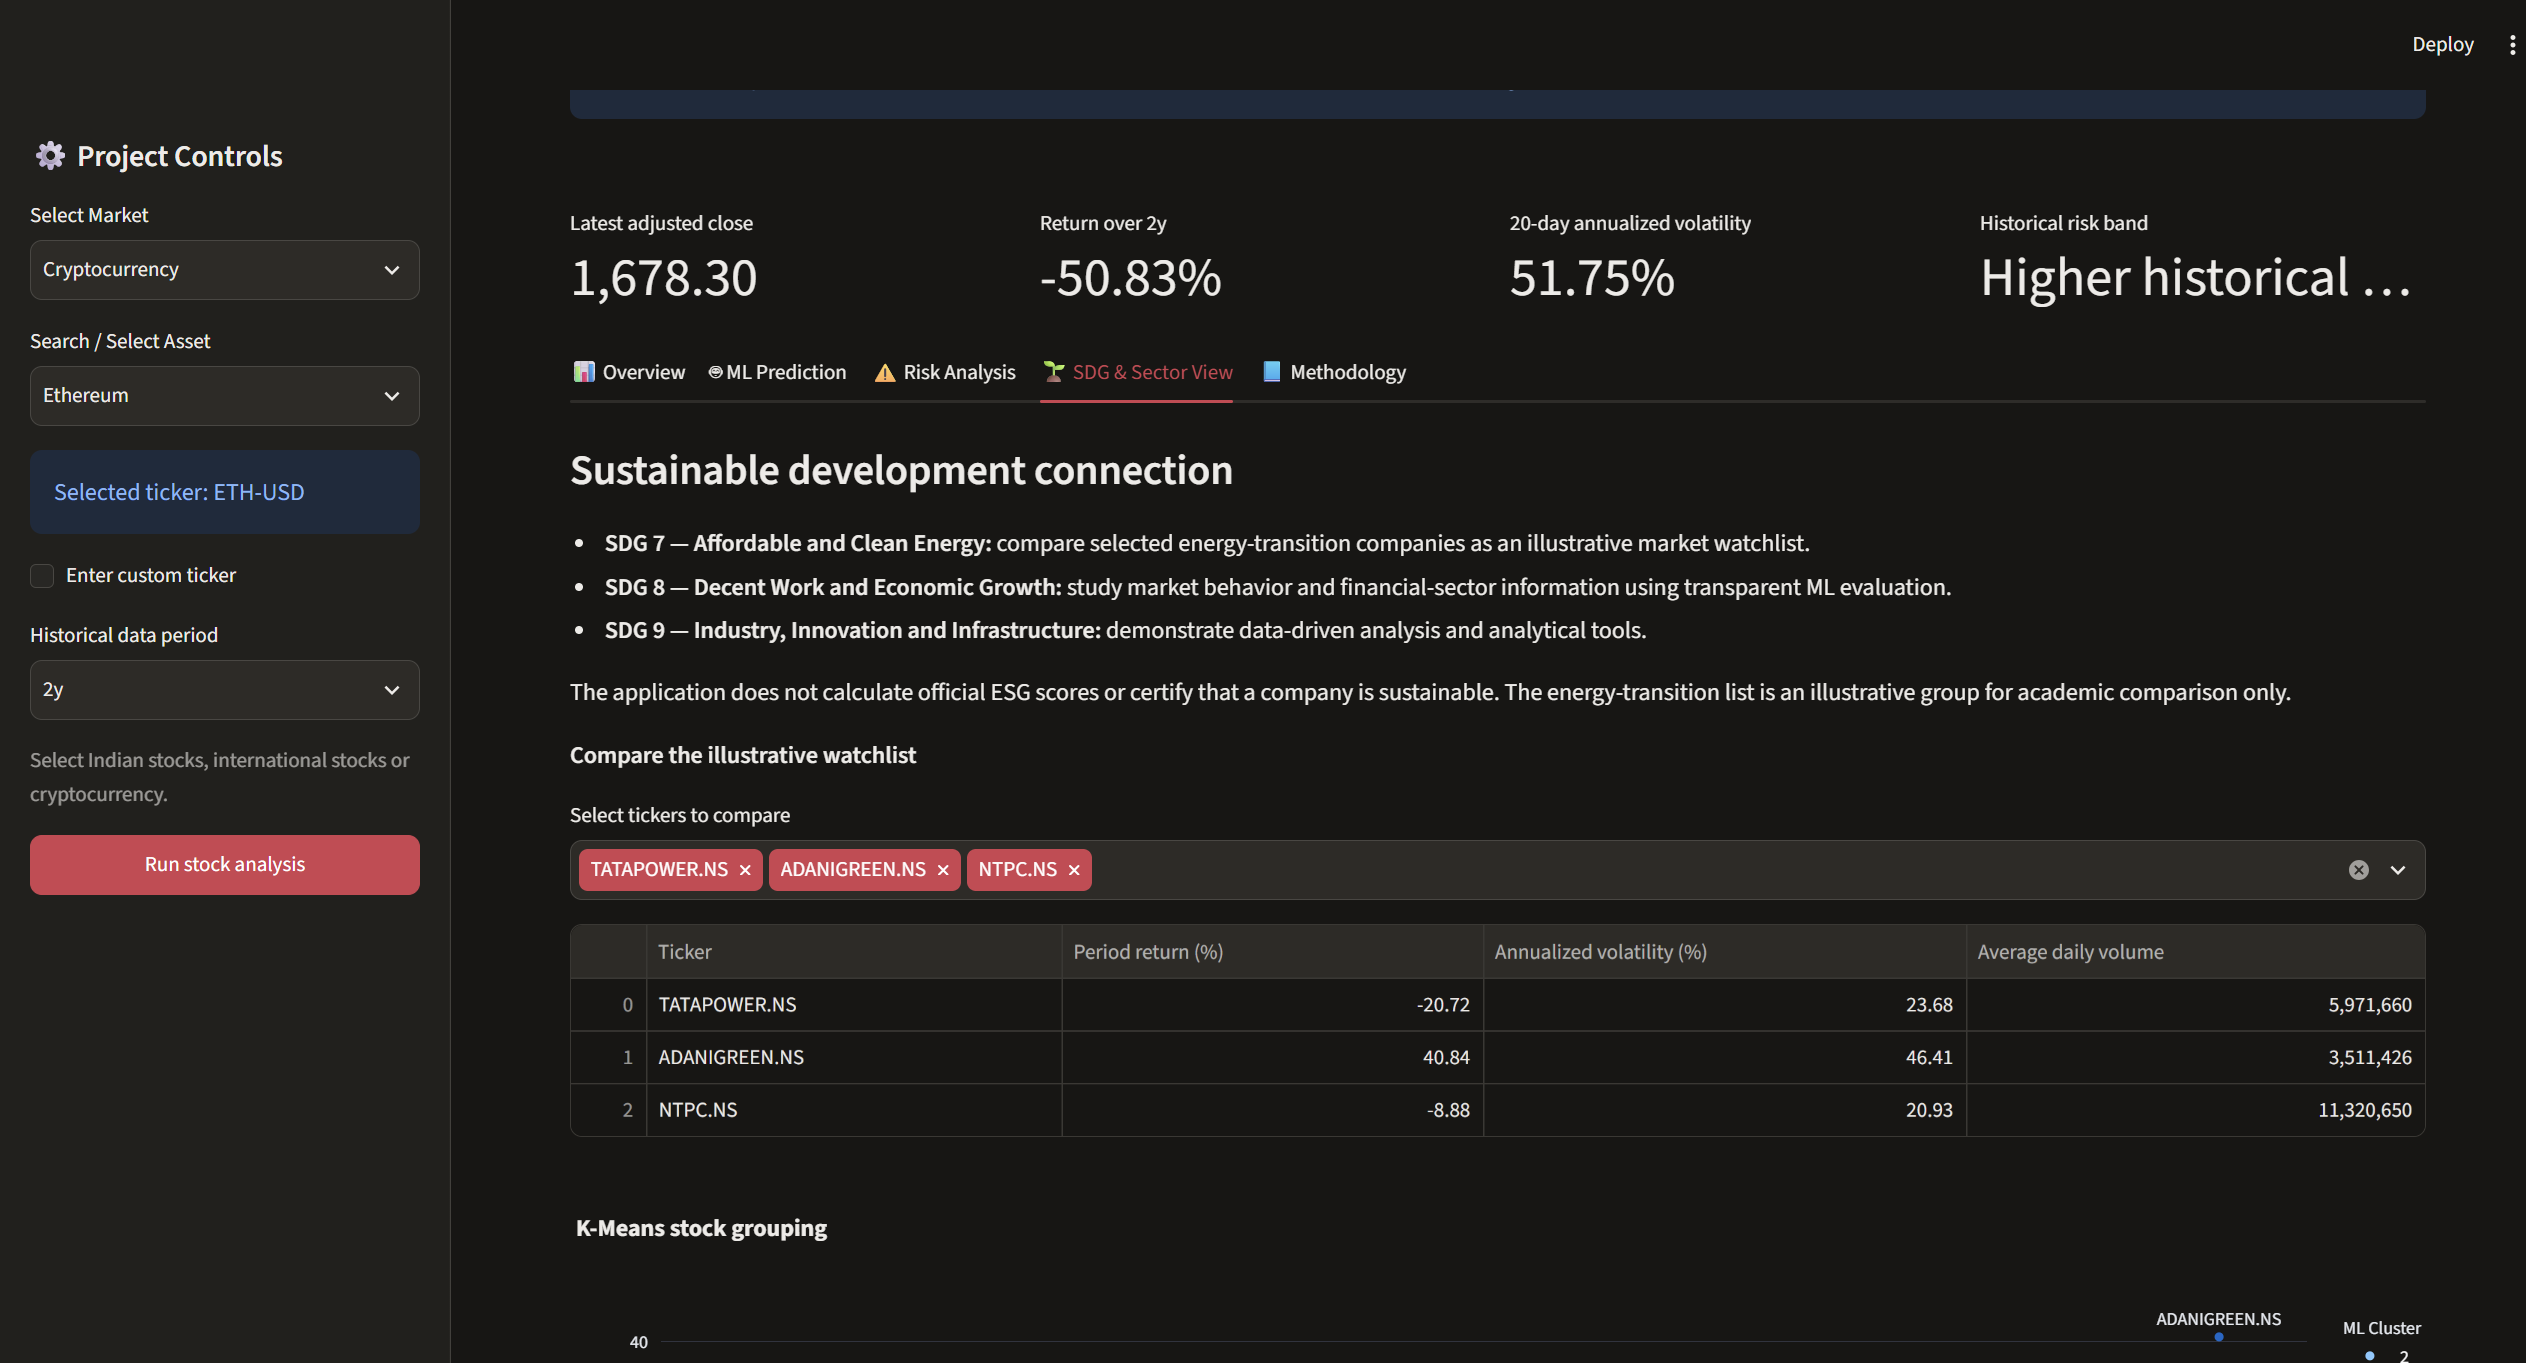 Deploy
Project Controls
Select Market
Cryptocurrency
Search / Select Asset
Ethereum
Selected ticker: ETH-USD
Enter custom ticker
Historical data period
2y
Select Indian stocks, international stocks or
cryptocurrency.
Run stock analysis
Latest adjusted close
Return over 2y
20-day annualized volatility
Historical risk band
1,678.30
-50.83%
51.75%
Higher historical …
Overview
ML Prediction
Risk Analysis
SDG & Sector View
Methodology
Sustainable development connection
• SDG 7 — Affordable and Clean Energy: compare selected energy-transition companies as an illustrative market watchlist.
• SDG 8 — Decent Work and Economic Growth: study market behavior and financial-sector information using transparent ML evaluation.
• SDG 9 — Industry, Innovation and Infrastructure: demonstrate data-driven analysis and analytical tools.
The application does not calculate official ESG scores or certify that a company is sustainable. The energy-transition list is an illustrative group for academic comparison only.
Compare the illustrative watchlist
Select tickers to compare
TATAPOWER.NS × ADANIGREEN.NS × NTPC.NS ×
Ticker Period return (%) Annualized volatility (%) Average daily volume
0 TATAPOWER.NS -20.72 23.68 5,971,660
1 ADANIGREEN.NS 40.84 46.41 3,511,426
2 NTPC.NS -8.88 20.93 11,320,650
K-Means stock grouping
ADANIGREEN.NS
ML Cluster
40
2